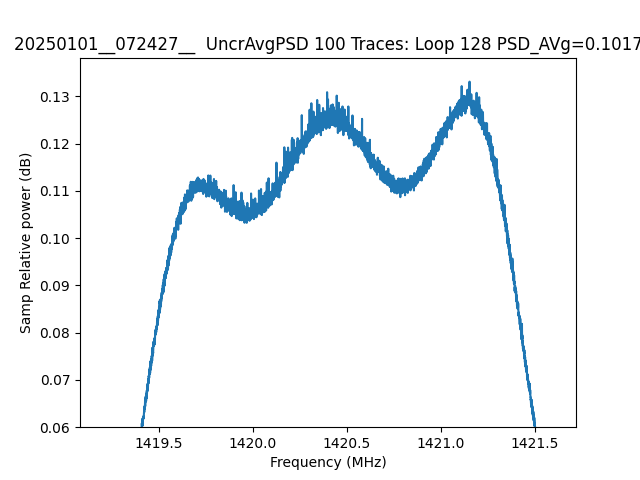 20250101__072427__ UncrAvgPSD 100 Traces: Loop 128 PSD_AVg=0.1017
0.13
0.12
0.11
0.10
0.09
0.08
0.07
0.06
Samp Relative power (dB)
1419.5 1420.0 1420.5 1421.0 1421.5
Frequency (MHz)